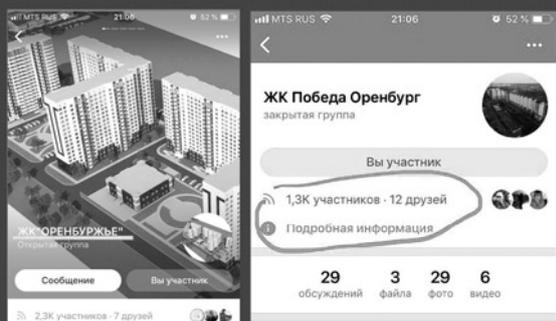 MTS RUS 21:06 52 %
ЖК"ОРЕНБУРЖЬЕ"
Открытая группа
Сообщение Вы участник
2,3K участников · 7 друзей
MTS RUS 21:06 52 %
ЖК Победа Оренбург
закрытая группа
Вы участник
1,3K участников · 12 друзей
Подробная информация
29 3 29 6
обсуждений файла фото видео